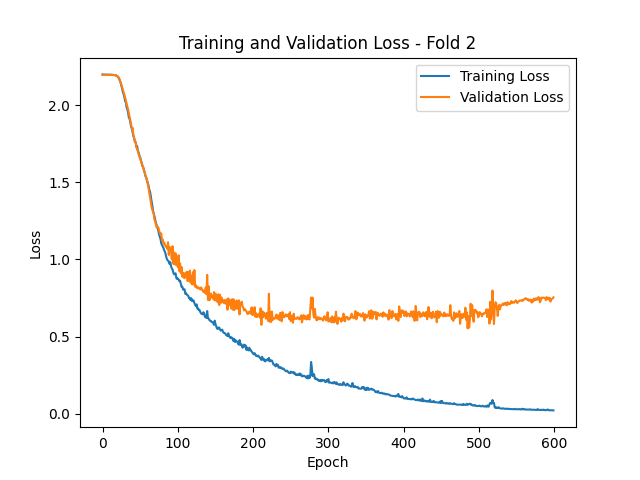 Training and Validation Loss - Fold 2
Training Loss
Validation Loss
Loss
2.0
1.5
1.0
0.5
0.0
0 100 200 300 400 500 600
Epoch